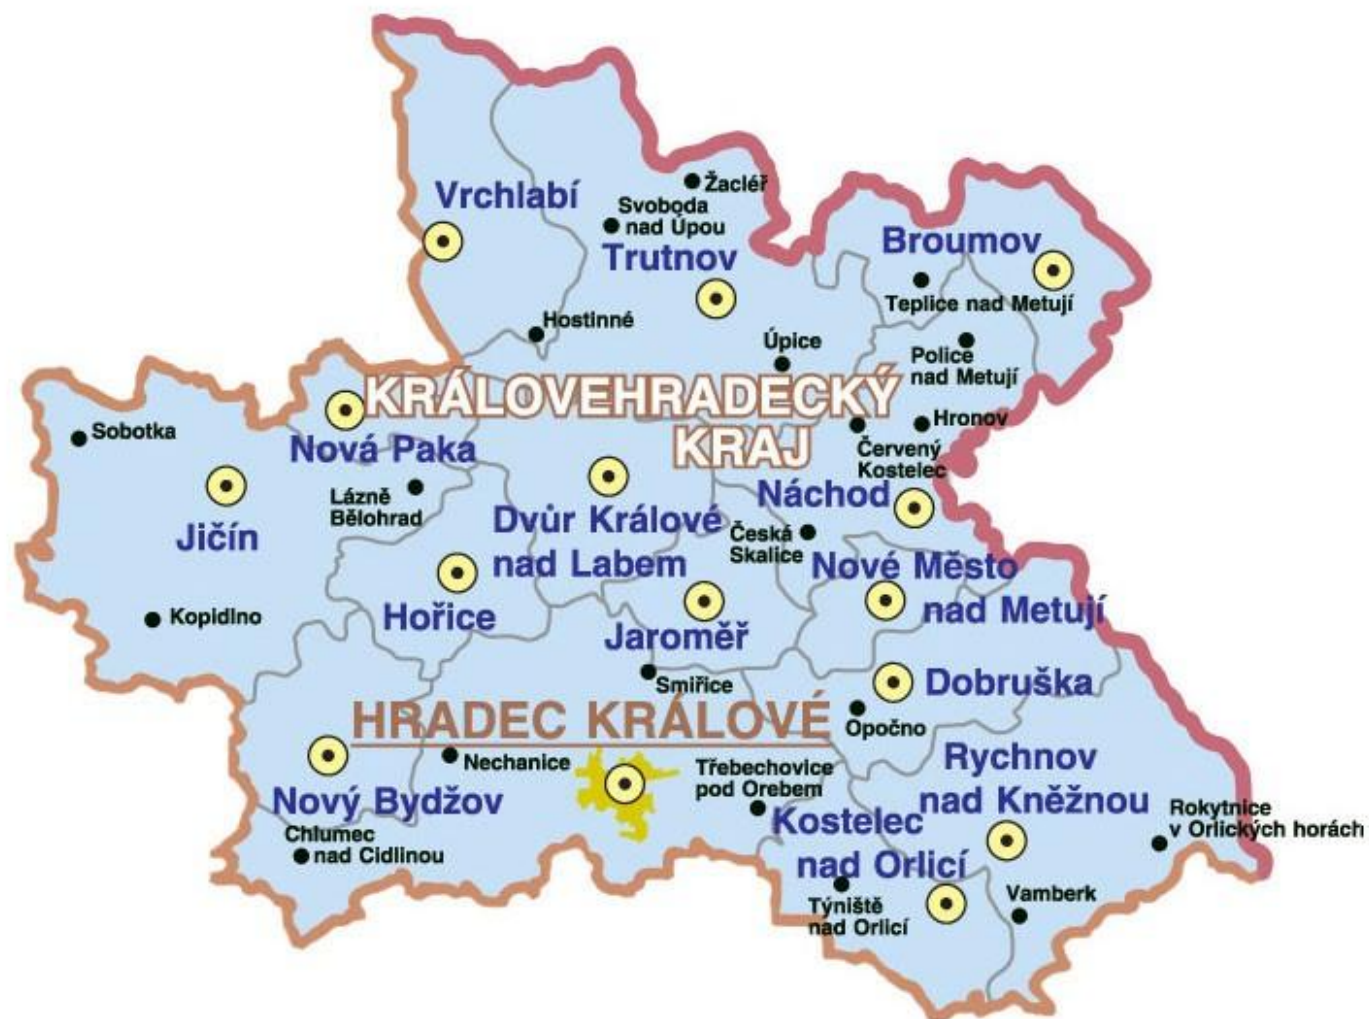 Žacléř
Vrchlabí
Svoboda
nad Úpou
Trutnov
Broumov
Teplice nad Metují
Hostinné
Úpice
Police
nad Metují
KRÁLOVEHRADECKÝ
KRAJ
Sobotka
Nová Paka
Hronov
Červený
Kostelec
Lázně
Bělohrad
Jičín
Dvůr Králové
nad Labem
Náchod
Česká
Skalice
Nové Město
nad Metují
Kopidlno
Hořice
Jaroměř
Smiřice
Dobruška
HRADEC KRÁLOVÉ
Opočno
Nechanice
Třebechovice
pod Orebem
Rychnov
nad Kněžnou
Nový Bydžov
Rokytnice
v Orlických horách
Chlumec
nad Cidlinou
Kostelec
nad Orlicí
Týniště
nad Orlicí
Vamberk